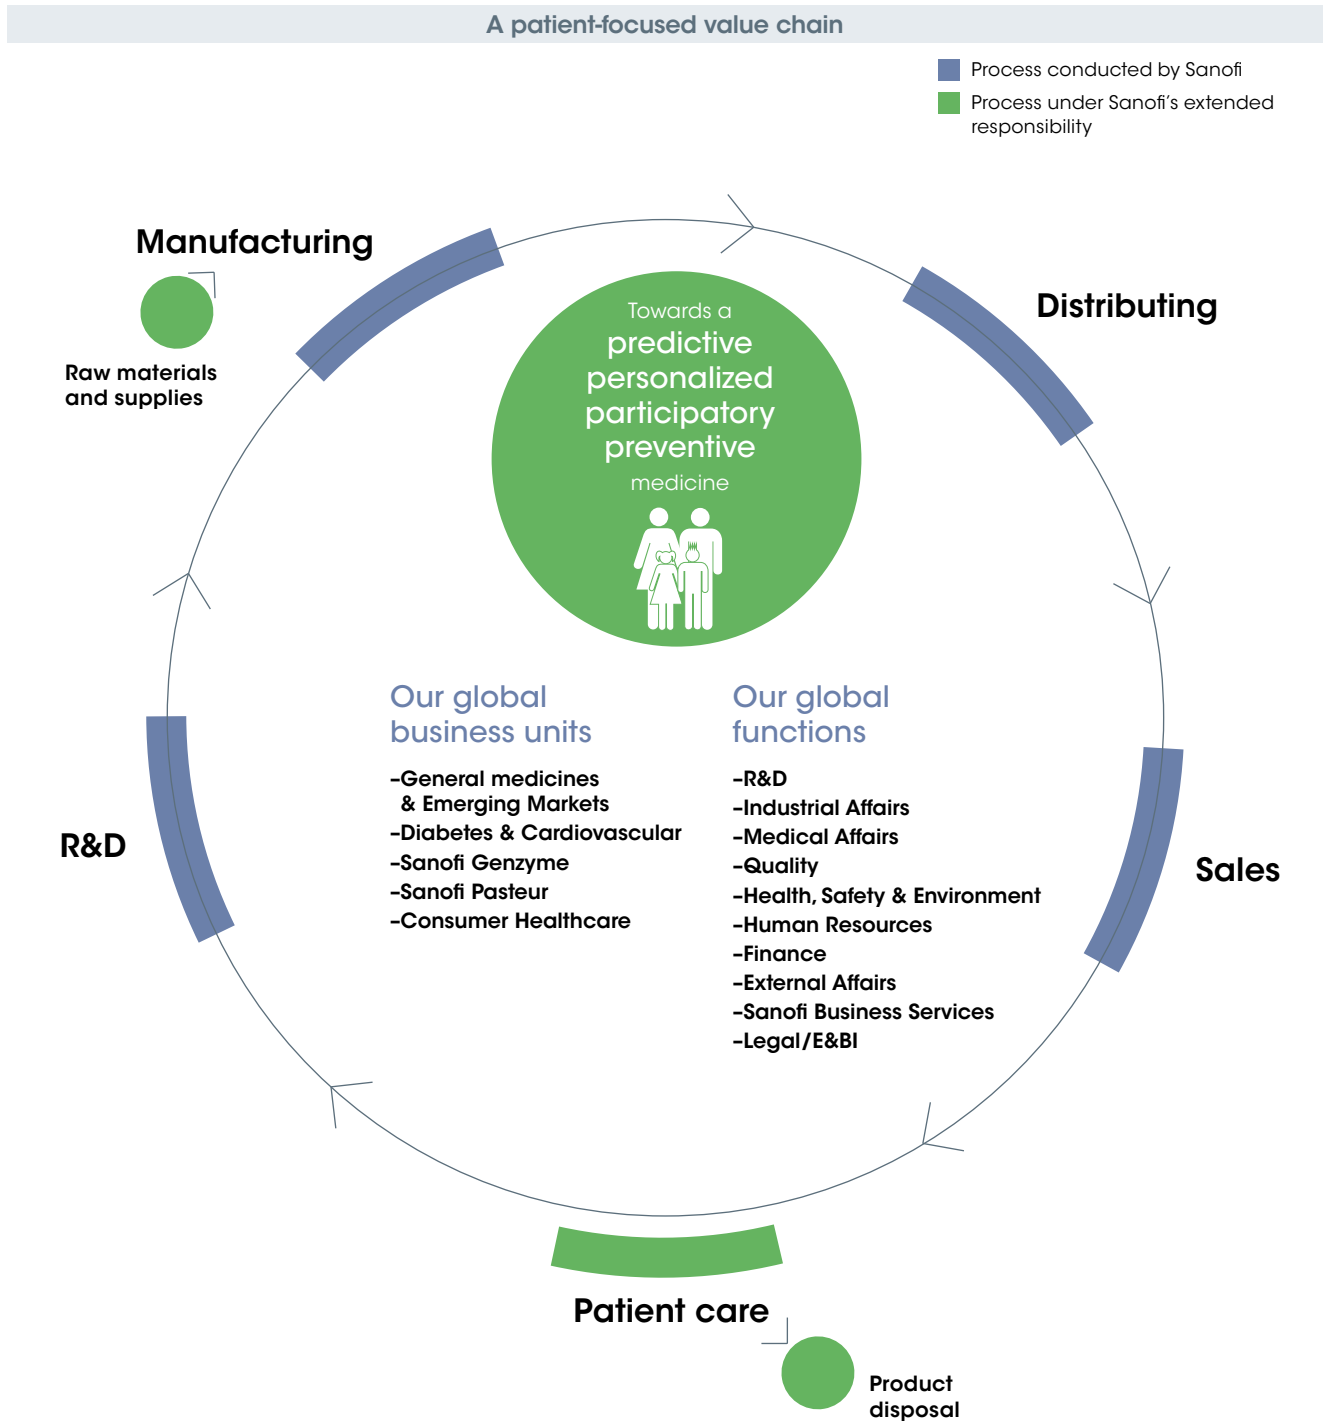 A patient-focused value chain
Process conducted by Sanofi
Process under Sanofi's extended
responsibility
Manufacturing
Raw materials
and supplies
Distributing
Towards a
predictive
personalized
participatory
preventive
medicine
Our global
business units
–General medicines
& Emerging Markets
–Diabetes & Cardiovascular
–Sanofi Genzyme
–Sanofi Pasteur
–Consumer Healthcare
Our global
functions
–R&D
–Industrial Affairs
–Medical Affairs
–Quality
–Health, Safety & Environment
–Human Resources
–Finance
–External Affairs
–Sanofi Business Services
–Legal/E&BI
R&D
Sales
Patient care
Product
disposal